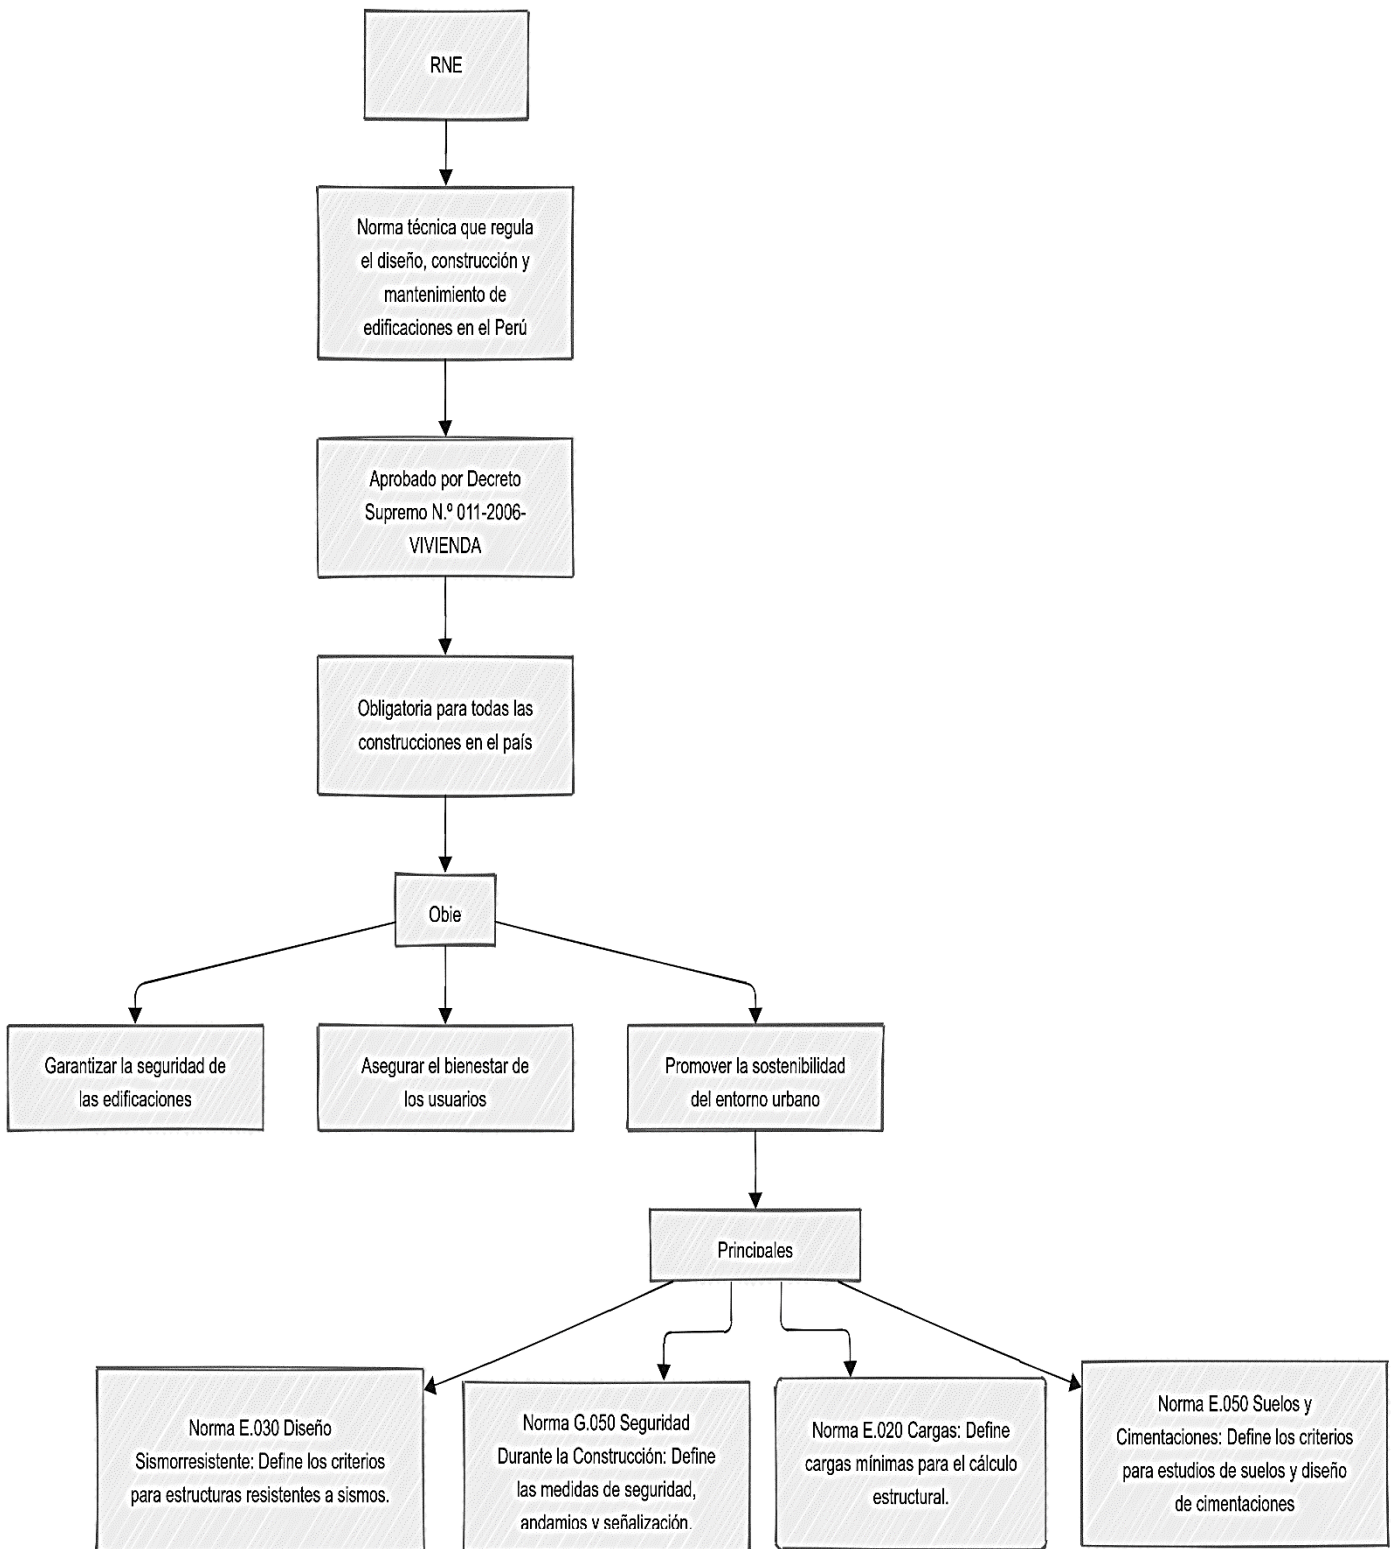 RNE
Norma técnica que regula
el diseño, construcción y
mantenimiento de
edificaciones en el Perú
Aprobado por Decreto
Supremo N.º 011-2006-
VIVIENDA
Obligatoria para todas las
construcciones en el país
Obje
Garantizar la seguridad de
las edificaciones
Asegurar el bienestar de
los usuarios
Promover la sostenibilidad
del entorno urbano
Principales
Norma E.030 Diseño
Sismorresistente: Define los criterios
para estructuras resistentes a sismos.
Norma G.050 Seguridad
Durante la Construcción: Define
las medidas de seguridad,
andamios y señalización.
Norma E.020 Cargas: Define
cargas mínimas para el cálculo
estructural.
Norma E.050 Suelos y
Cimentaciones: Define los criterios
para estudios de suelos y diseño
de cimentaciones